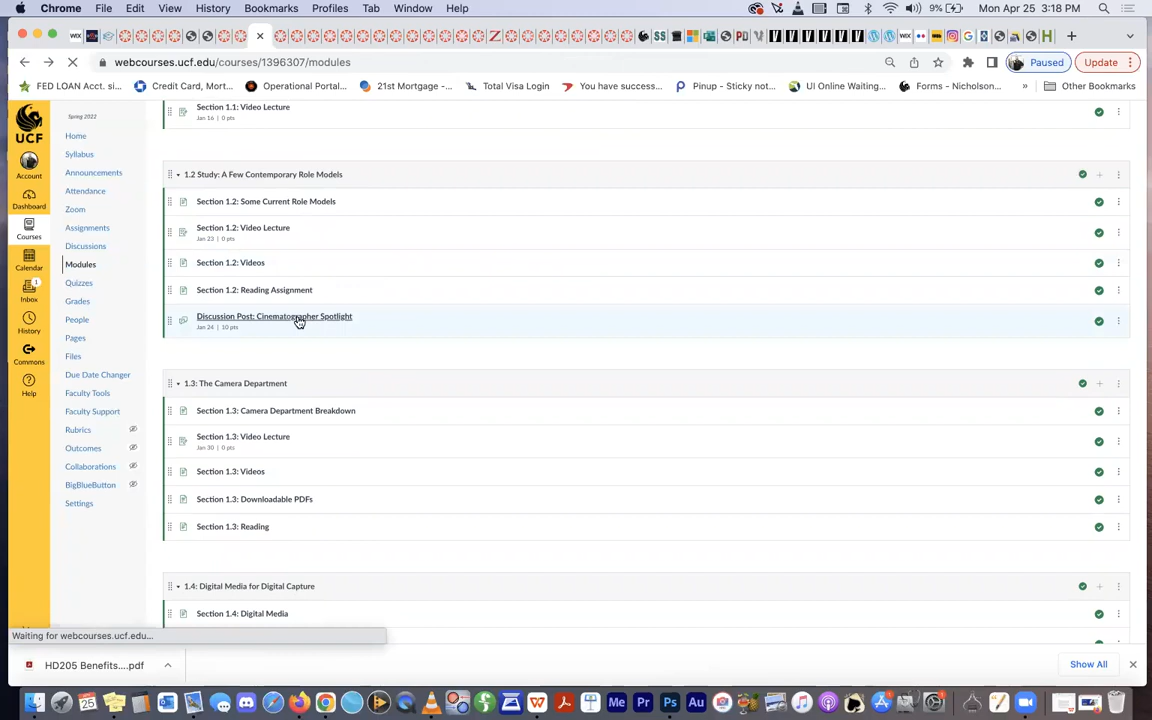 Chrome File Edit View History Bookmarks Profiles Tab Window Help 9% Mon Apr 25 3:18 PM
webcourses.ucf.edu/courses/1396307/modules Paused Update
FED LOAN Acct. si... Credit Card, Mort... Operational Portal... 21st Mortgage -... Total Visa Login You have success... Pinup - Sticky not... UI Online Waiting... Forms - Nicholson... Other Bookmarks
UCF
Account
Dashboard
Courses
Calendar
1
Inbox
History
Commons
Help
Spring 2022
Home
Syllabus
Announcements
Attendance
Zoom
Assignments
Discussions
Modules
Quizzes
Grades
People
Pages
Files
Due Date Changer
Faculty Tools
Faculty Support
Rubrics
Outcomes
Collaborations
BigBlueButton
Settings
Section 1.1: Video Lecture
Jan 16 | 0 pts
1.2 Study: A Few Contemporary Role Models
Section 1.2: Some Current Role Models
Section 1.2: Video Lecture
Jan 23 | 0 pts
Section 1.2: Videos
Section 1.2: Reading Assignment
Discussion Post: Cinematographer Spotlight
Jan 24 | 10 pts
1.3: The Camera Department
Section 1.3: Camera Department Breakdown
Section 1.3: Video Lecture
Jan 30 | 0 pts
Section 1.3: Videos
Section 1.3: Downloadable PDFs
Section 1.3: Reading
1.4: Digital Media for Digital Capture
Section 1.4: Digital Media
Waiting for webcourses.ucf.edu...
HD205 Benefits....pdf Show All
Me Pr Ps Au